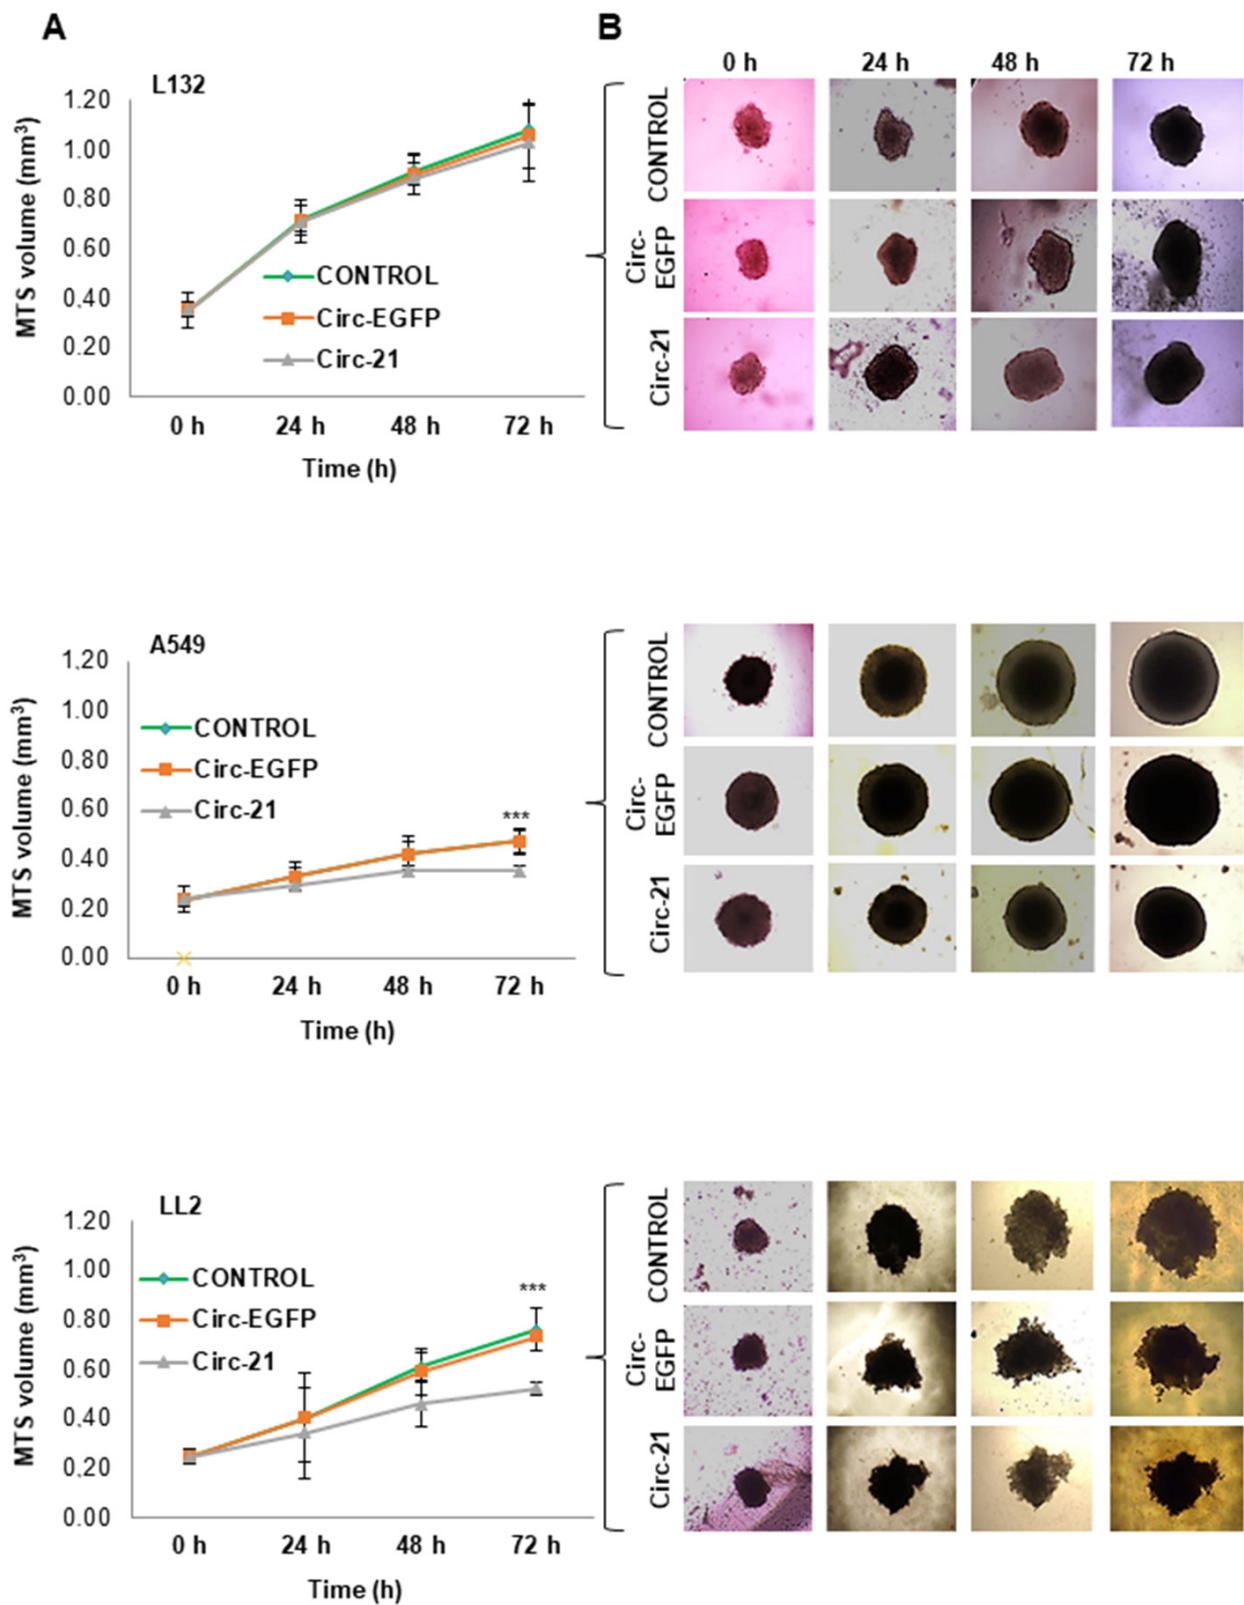 A
B
L132
1.20
1.00
0.80
0.60
0.40
0.20
0.00
MTS volume (mm³)
CONTROL
Circ-EGFP
Circ-21
0 h 24 h 48 h 72 h
Time (h)
0 h 24 h 48 h 72 h
CONTROL
Circ-
EGFP
Circ-21
A549
1.20
1.00
0.80
0.60
0.40
0.20
0.00
MTS volume (mm³)
CONTROL
Circ-EGFP
Circ-21
***
0 h 24 h 48 h 72 h
Time (h)
CONTROL
Circ-
EGFP
Circ-21
LL2
1.20
1.00
0.80
0.60
0.40
0.20
0.00
MTS volume (mm³)
CONTROL
Circ-EGFP
Circ-21
***
0 h 24 h 48 h 72 h
Time (h)
CONTROL
Circ-
EGFP
Circ-21